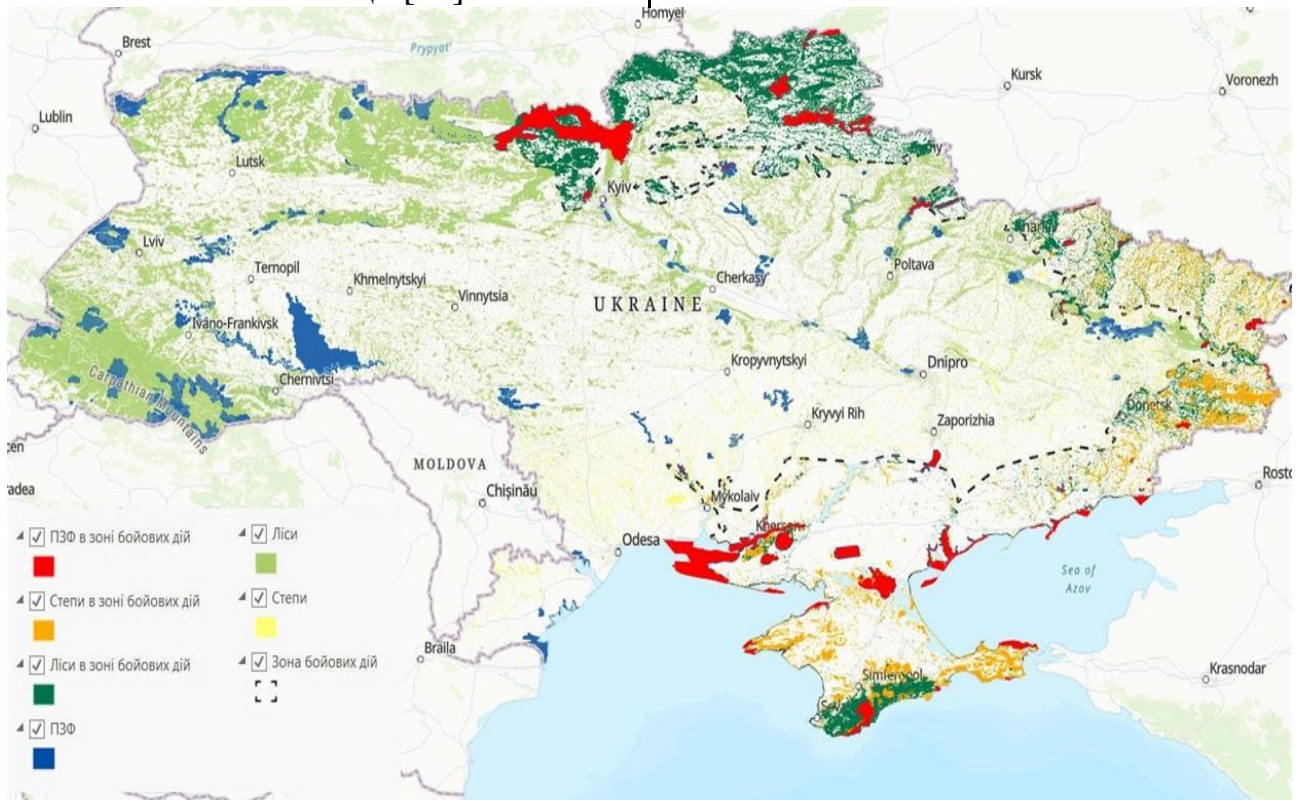 Homyel
Brest
Prypyat'
Kursk
Voronezh
Lublin
Lutsk
Kyiv
Lviv
Ternopil
Khmelnytskyi
Vinnytsia
Cherkasy
Poltava
UKRAINE
Ivano-Frankivsk
Kropyvnytskyi
Dnipro
Chernivtsi
Carpathian Mountains
Donetsk
Kryvyi Rih
Zaporizhia
MOLDOVA
Chișinău
Mykolaiv
Kherson
Odesa
Rosto
Sea of
Azov
Braila
Simferopol
Krasnodar
ПЗФ в зоні бойових дій
Степи в зоні бойових дій
Ліси в зоні бойових дій
ПЗФ
Ліси
Степи
Зона бойових дій